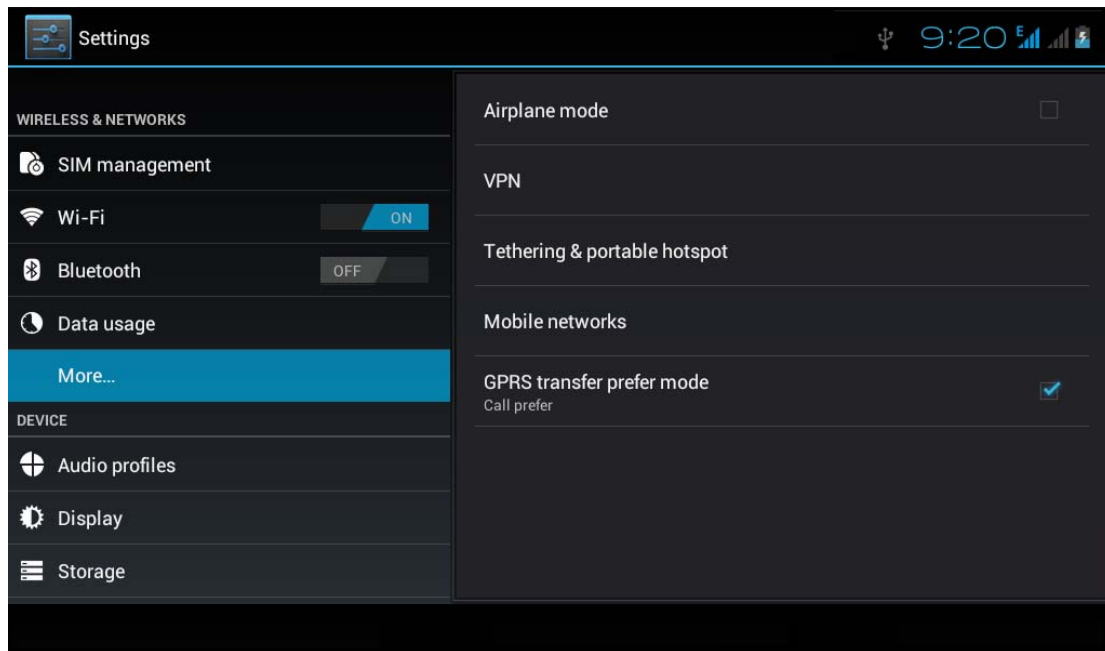 Settings
9:20 E
WIRELESS & NETWORKS
SIM management
Wi-Fi ON
Bluetooth OFF
Data usage
More...
DEVICE
Audio profiles
Display
Storage
Airplane mode
VPN
Tethering & portable hotspot
Mobile networks
GPRS transfer prefer mode
Call prefer